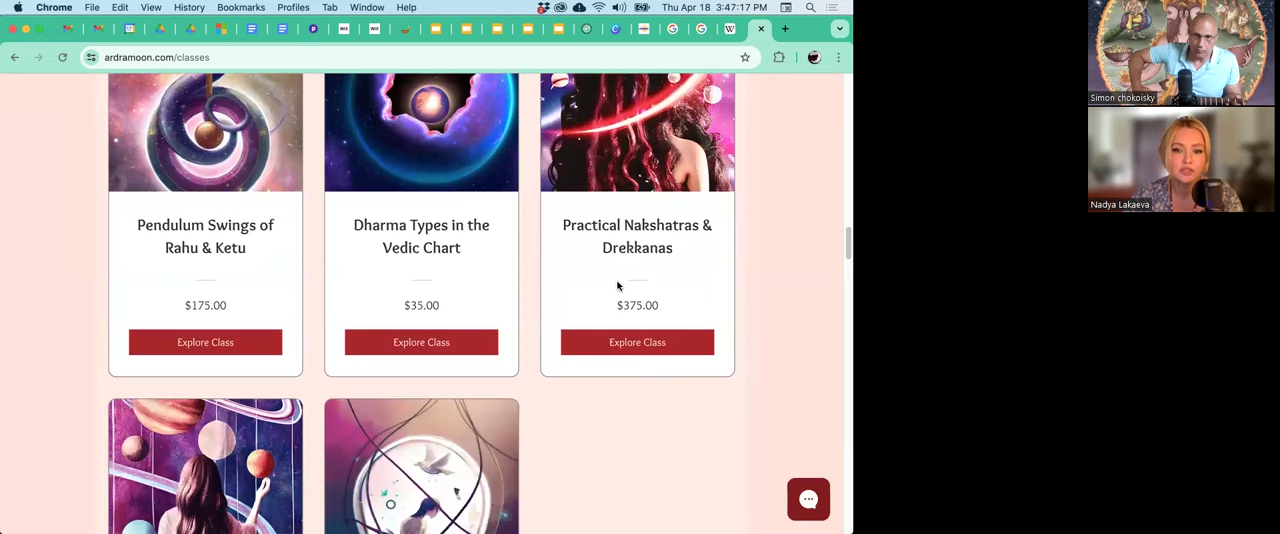 Chrome File Edit View History Bookmarks Profiles Tab Window Help
Thu Apr 18 3:47:17 PM
ardramoon.com/classes
Simon chokoisky
Nadya Lakaeva
Pendulum Swings of
Rahu & Ketu
$175.00
Explore Class
Dharma Types in the
Vedic Chart
$35.00
Explore Class
Practical Nakshatras &
Drekkanas
$375.00
Explore Class